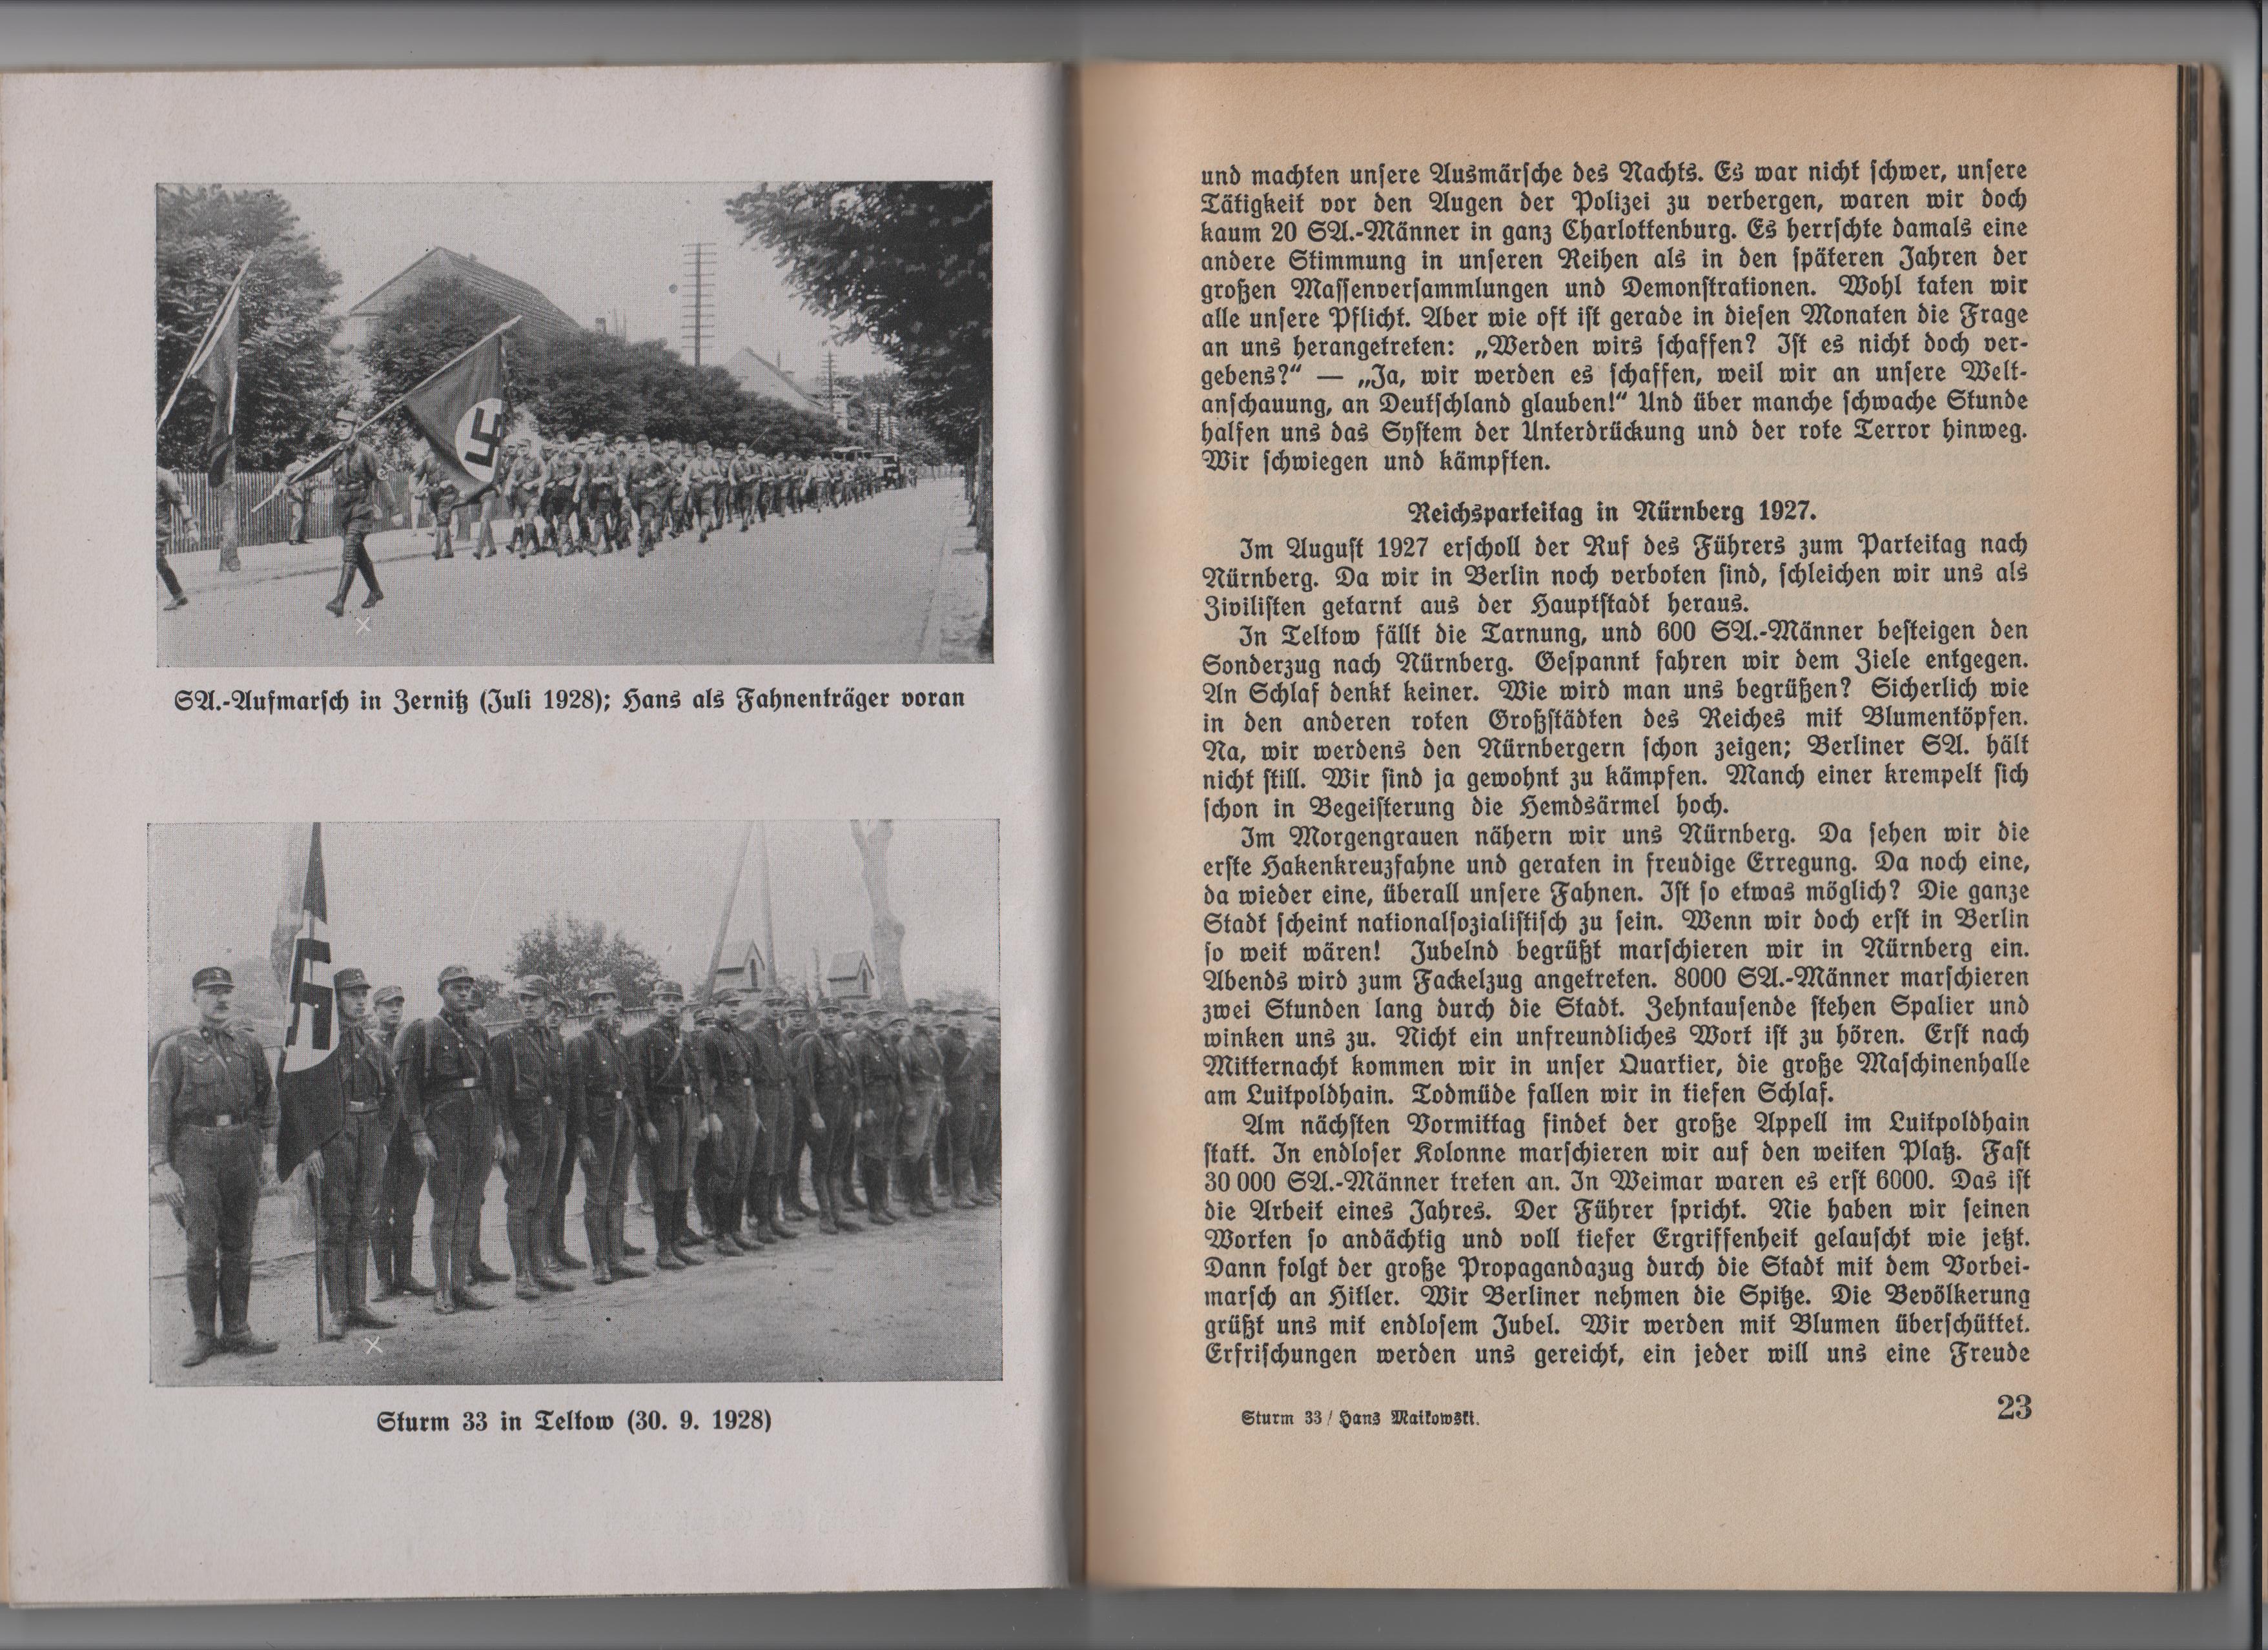 SA.-Aufmarsch in Zernitz (Juli 1928); Hans als Fahnenträger voran
Sturm 33 in Teltow (30. 9. 1928)
und machten unsere Ausmärsche des Nachts. Es war nicht schwer, unsere
Tätigkeit vor den Augen der Polizei zu verbergen, waren wir doch
kaum 20 SA.-Männer in ganz Charlottenburg. Es herrschte damals eine
andere Stimmung in unseren Reihen als in den späteren Jahren der
großen Massenversammlungen und Demonstrationen. Wohl taten wir
alle unsere Pflicht. Aber wie oft ist gerade in diesen Monaten die Frage
an uns herangetreten: „Werden wirs schaffen? Ist es nicht doch ver-
gebens?“ — „Ja, wir werden es schaffen, weil wir an unsere Welt-
anschauung, an Deutschland glauben!“ Und über manche schwache Stunde
halfen uns das System der Unterdrückung und der rote Terror hinweg.
Wir schwiegen und kämpften.
Reichsparteitag in Nürnberg 1927.
Im August 1927 erscholl der Ruf des Führers zum Parteitag nach
Nürnberg. Da wir in Berlin noch verboten sind, schleichen wir uns als
Zivilisten getarnt aus der Hauptstadt heraus.
In Teltow fällt die Tarnung, und 600 SA.-Männer besteigen den
Sonderzug nach Nürnberg. Gespannt fahren wir dem Ziele entgegen.
An Schlaf denkt keiner. Wie wird man uns begrüßen? Sicherlich wie
in den anderen roten Großstädten des Reiches mit Blumentöpfen.
Na, wir werdens den Nürnbergern schon zeigen; Berliner SA. hält
nicht still. Wir sind ja gewohnt zu kämpfen. Manch einer krempelt sich
schon in Begeisterung die Hemdsärmel hoch.
Im Morgengrauen nähern wir uns Nürnberg. Da sehen wir die
erste Hakenkreuzfahne und geraten in freudige Erregung. Da noch eine,
da wieder eine, überall unsere Fahnen. Ist so etwas möglich? Die ganze
Stadt scheint nationalsozialistisch zu sein. Wenn wir doch erst in Berlin
so weit wären! Jubelnd begrüßt marschieren wir in Nürnberg ein.
Abends wird zum Fackelzug angetreten. 8000 SA.-Männer marschieren
zwei Stunden lang durch die Stadt. Zehntausende stehen Spalier und
winken uns zu. Nicht ein unfreundliches Wort ist zu hören. Erst nach
Mitternacht kommen wir in unser Quartier, die große Maschinenhalle
am Luitpoldhain. Todmüde fallen wir in tiefen Schlaf.
Am nächsten Vormittag findet der große Appell im Luitpoldhain
statt. In endloser Kolonne marschieren wir auf den weiten Platz. Fast
30 000 SA.-Männer treten an. In Weimar waren es erst 6000. Das ist
die Arbeit eines Jahres. Der Führer spricht. Nie haben wir seinen
Worten so andächtig und voll tiefer Ergriffenheit gelauscht wie jetzt.
Dann folgt der große Propagandazug durch die Stadt mit dem Vorbei-
marsch an Hitler. Wir Berliner nehmen die Spitze. Die Bevölkerung
grüßt uns mit endlosem Jubel. Wir werden mit Blumen überschüttet.
Erfrischungen werden uns gereicht, ein jeder will uns eine Freude
Sturm 33 / Hans Maikowski.
23